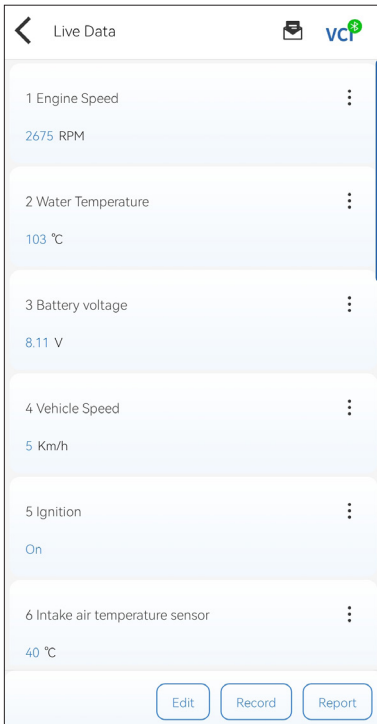 Live Data
VCI
1 Engine Speed
2675 RPM
2 Water Temperature
103 °C
3 Battery voltage
8.11 V
4 Vehicle Speed
5 Km/h
5 Ignition
On
6 Intake air temperature sensor
40 °C
Edit
Record
Report